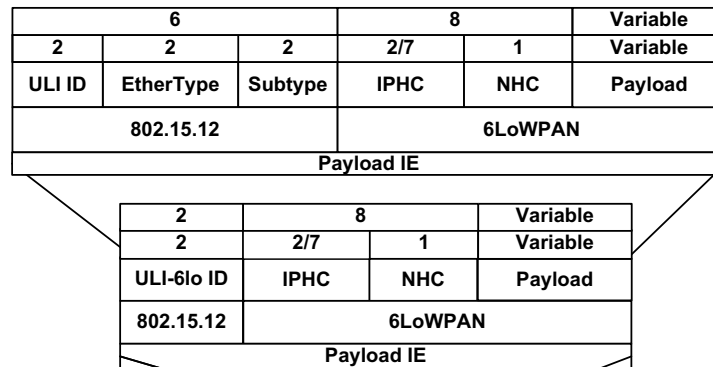 6 8 Variable
2 2 2 2/7 1 Variable
ULI ID EtherType Subtype IPHC NHC Payload
802.15.12 6LoWPAN
Payload IE
2 8 Variable
2 2/7 1 Variable
ULI-6lo ID IPHC NHC Payload
802.15.12 6LoWPAN
Payload IE